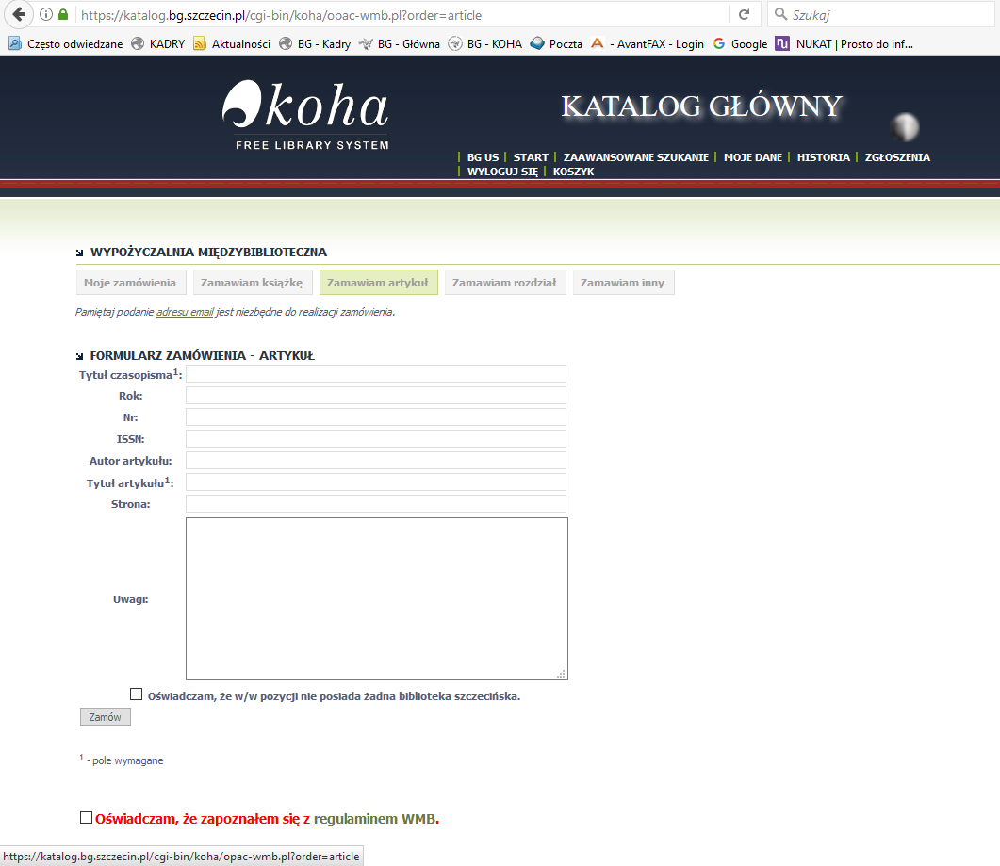 https://katalog.bg.szczecin.pl/cgi-bin/koha/opac-wmb.pl?order=article
Szukaj
Często odwiedzane KADRY Aktualności BG - Kadry BG - Główna BG - KOHA Poczta - AvantFAX - Login Google NUKAT | Prosto do inf...
koha
FREE LIBRARY SYSTEM
KATALOG GŁÓWNY
| BG US | START | ZAAWANSOWANE SZUKANIE | MOJE DANE | HISTORIA | ZGŁOSZENIA
| WYLOGUJ SIĘ | KOSZYK
WYPOŻYCZALNIA MIĘDZYBIBLIOTECZNA
Moje zamówienia Zamawiam książkę Zamawiam artykuł Zamawiam rozdział Zamawiam inny
Pamiętaj podanie adresu email jest niezbędne do realizacji zamówienia.
FORMULARZ ZAMÓWIENIA - ARTYKUŁ
Tytuł czasopisma¹:
Rok:
Nr:
ISSN:
Autor artykułu:
Tytuł artykułu¹:
Strona:
Uwagi:
Oświadczam, że w/w pozycji nie posiada żadna biblioteka szczecińska.
Zamów
¹ - pole wymagane
Oświadczam, że zapoznałem się z regulaminem WMB.
https://katalog.bg.szczecin.pl/cgi-bin/koha/opac-wmb.pl?order=article